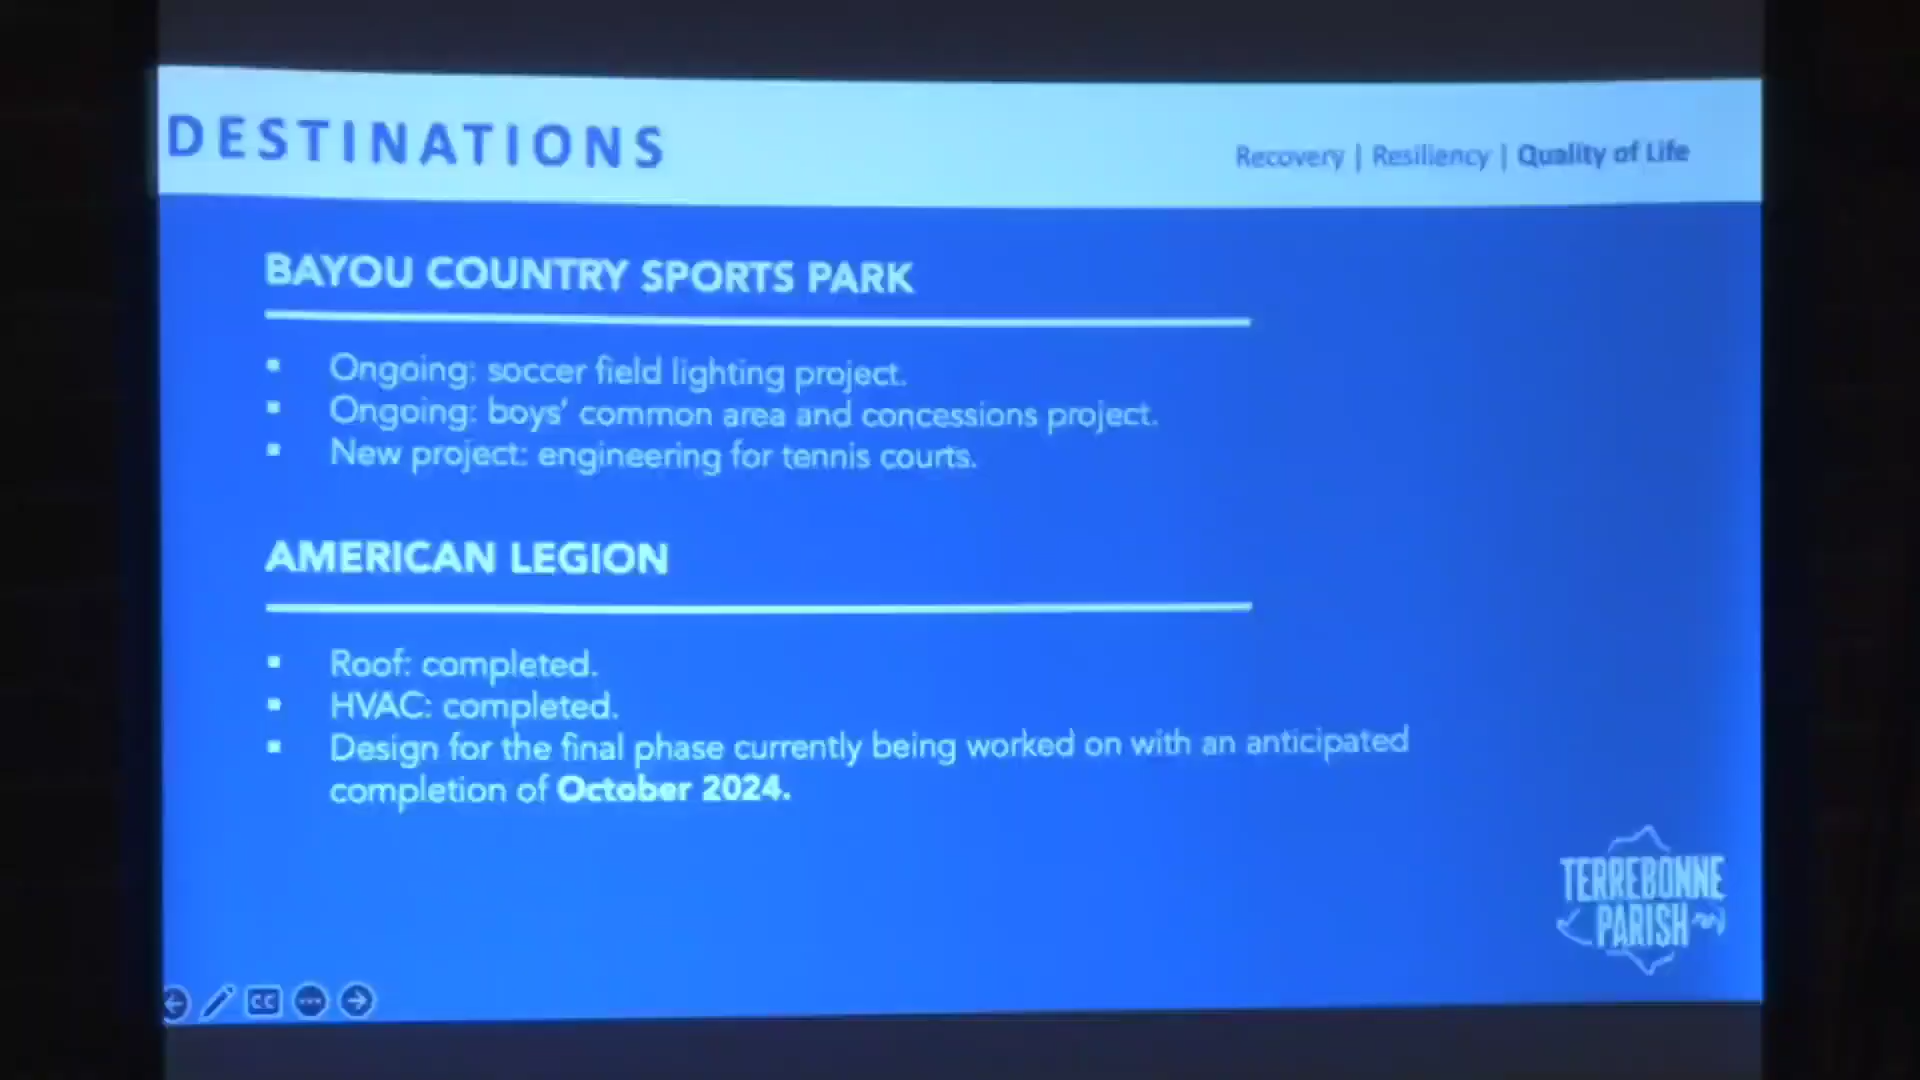 DESTINATIONS
Recovery | Resiliency | Quality of Life
BAYOU COUNTRY SPORTS PARK
▪ Ongoing: soccer field lighting project.
▪ Ongoing: boys' common area and concessions project.
▪ New project: engineering for tennis courts.
AMERICAN LEGION
▪ Roof: completed.
▪ HVAC: completed.
▪ Design for the final phase currently being worked on with an anticipated
completion of October 2024.
TERREBONNE
PARISH
CC